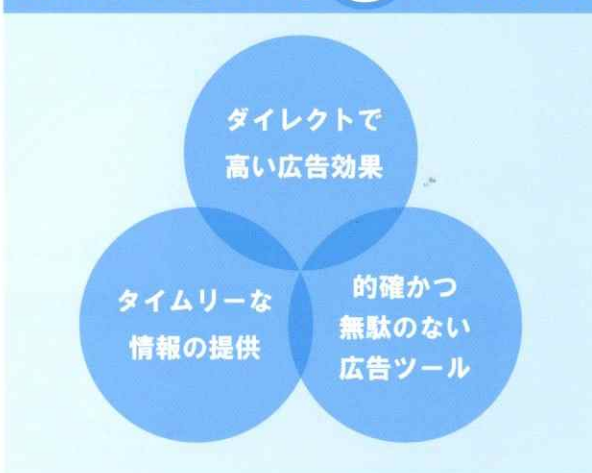 ダイレクトで
高い広告効果
タイムリーな
情報の提供
的確かつ
無駄のない
広告ツール